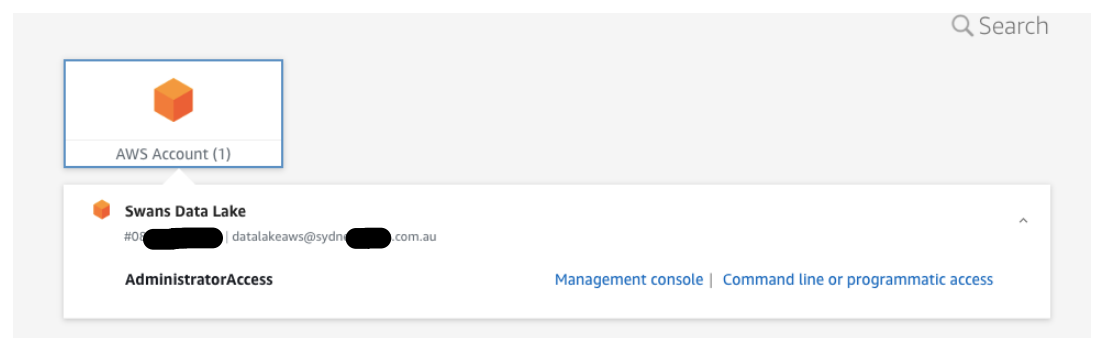 Search
AWS Account (1)
Swans Data Lake
#08 | datalakeaws@sydne .com.au
AdministratorAccess
Management console | Command line or programmatic access